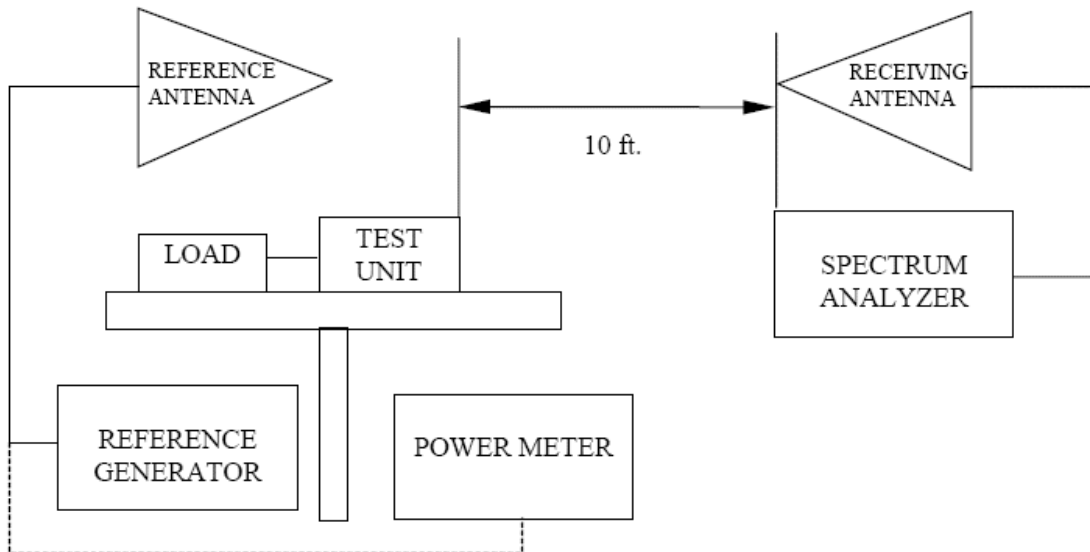 REFERENCE
ANTENNA
RECEIVING
ANTENNA
10 ft.
LOAD
TEST
UNIT
SPECTRUM
ANALYZER
REFERENCE
GENERATOR
POWER METER